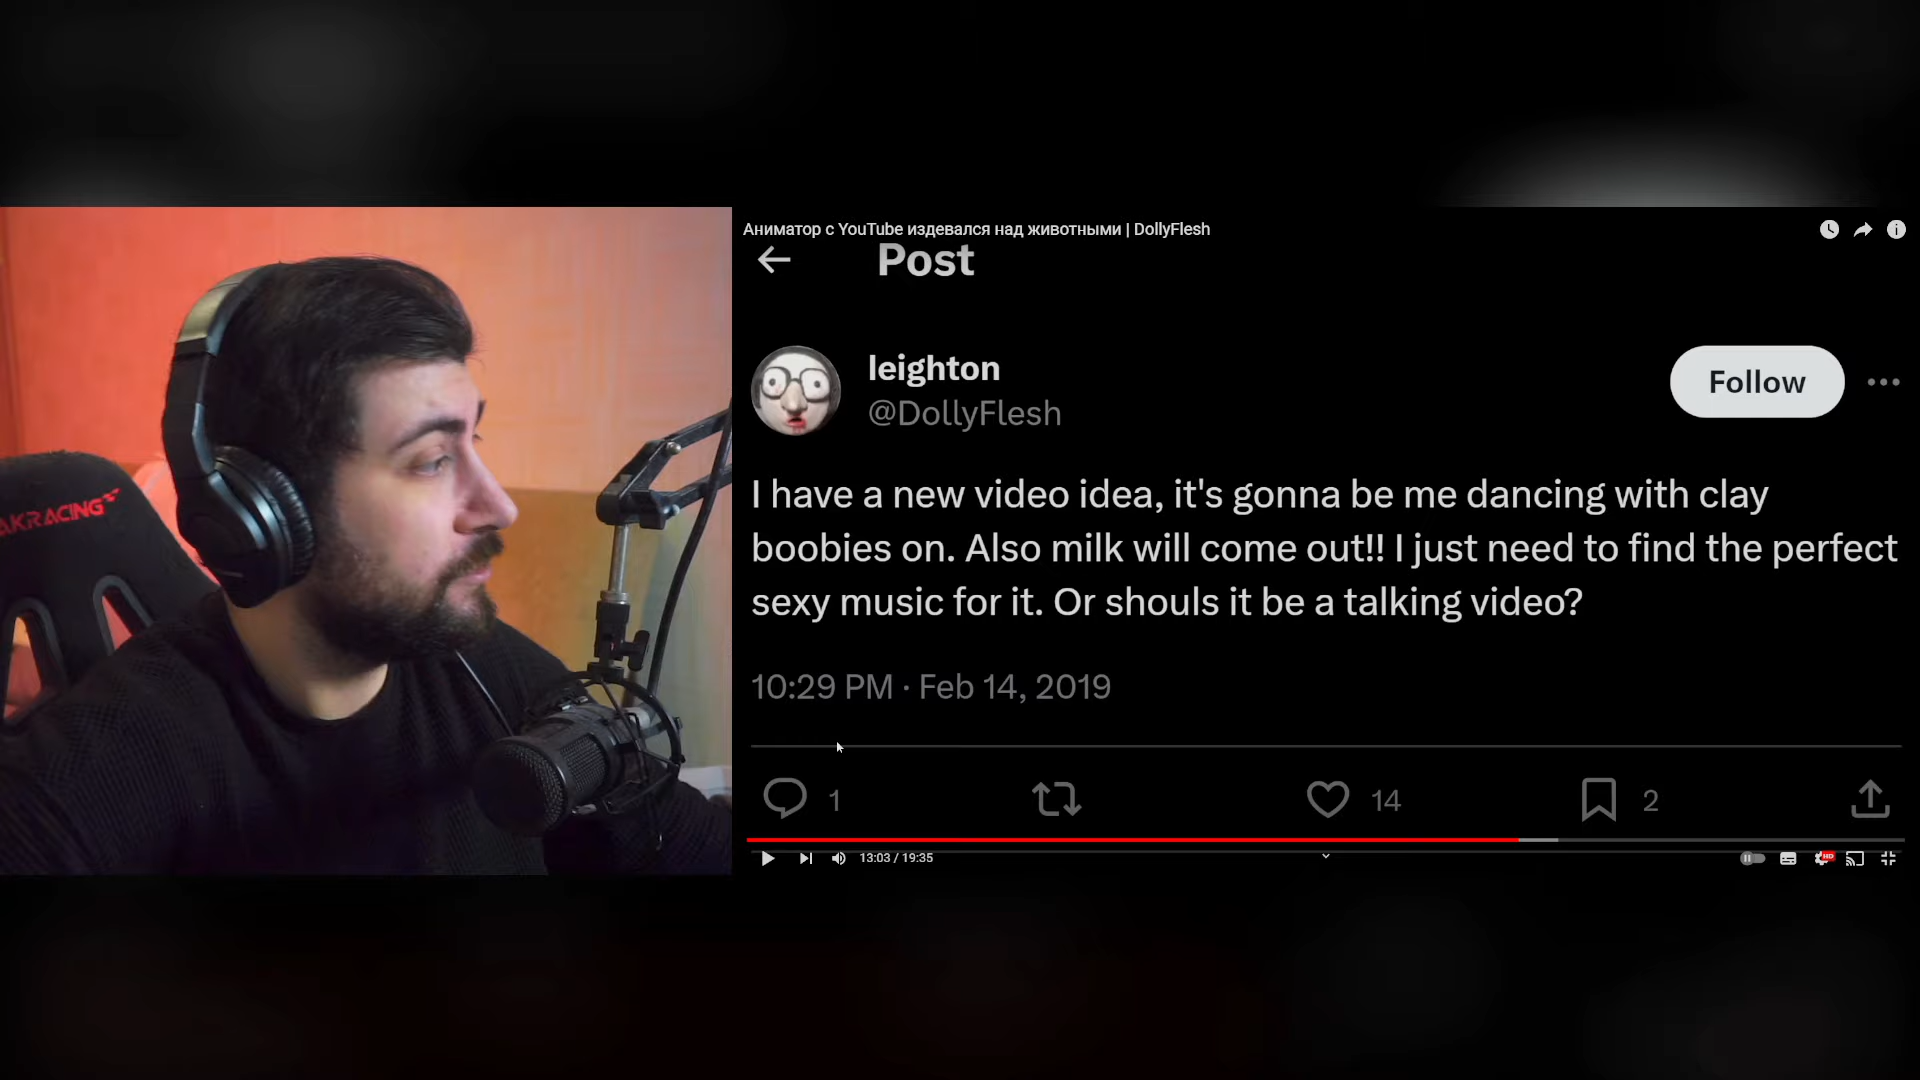 Аниматор с YouTube издевался над животными | DollyFlesh
Post
leighton
@DollyFlesh
Follow
I have a new video idea, it's gonna be me dancing with clay
boobies on. Also milk will come out!! I just need to find the perfect
sexy music for it. Or shouls it be a talking video?
10:29 PM · Feb 14, 2019
1
14
2
13:03 / 19:35
HD
AKRACING